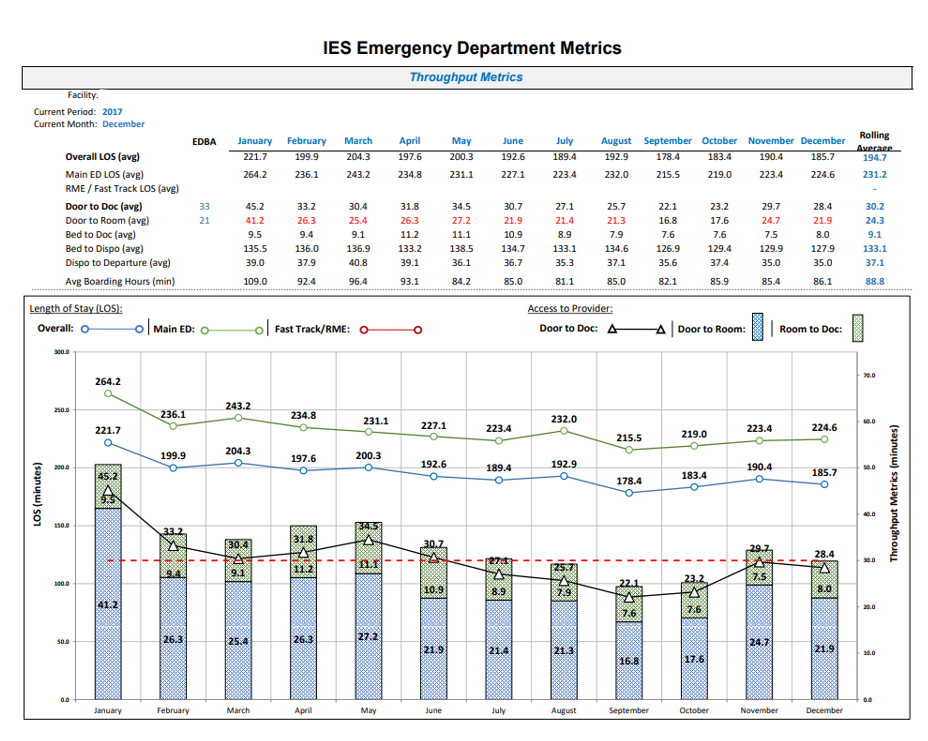 IES Emergency Department Metrics
Throughput Metrics
Facility:
Current Period: 2017
Current Month: December
EDBA January February March April May June July August September October November December Rolling Average
Overall LOS (avg) 221.7 199.9 204.3 197.6 200.3 192.6 189.4 192.9 178.4 183.4 190.4 185.7 194.7
Main ED LOS (avg) 264.2 236.1 243.2 234.8 231.1 227.1 223.4 232.0 215.5 219.0 223.4 224.6 231.2
RME / Fast Track LOS (avg) -
Door to Doc (avg) 33 45.2 33.2 30.4 31.8 34.5 30.7 27.1 25.7 22.1 23.2 29.7 28.4 30.2
Door to Room (avg) 21 41.2 26.3 25.4 26.3 27.2 21.9 21.4 21.3 16.8 17.6 24.7 21.9 24.3
Bed to Doc (avg) 9.5 9.4 9.1 11.2 11.1 10.9 8.9 7.9 7.6 7.6 7.5 8.0 9.1
Bed to Dispo (avg) 135.5 136.0 136.9 133.2 138.5 134.7 133.1 134.6 126.9 129.4 129.9 127.9 133.1
Dispo to Departure (avg) 39.0 37.9 40.8 39.1 36.1 36.7 35.3 37.1 35.6 37.4 35.0 35.0 37.1
Avg Boarding Hours (min) 109.0 92.4 96.4 93.1 84.2 85.0 81.1 85.0 82.1 85.9 85.4 86.1 88.8
Length of Stay (LOS): Access to Provider:
Overall: Main ED: Fast Track/RME: Door to Doc: Door to Room: Room to Doc:
300.0
70.0
264.2 236.1 243.2 234.8 231.1 227.1 223.4 232.0 215.5 219.0 223.4 224.6
250.0
60.0
221.7 199.9 204.3 197.6 200.3 192.6 189.4 192.9 178.4 183.4 190.4 185.7
200.0
50.0
LOS (minutes)
Throughput Metrics (minutes)
45.2 33.2 30.4 31.8 34.5 30.7 27.1 25.7 22.1 23.2 29.7 28.4
150.0
40.0
30.0
9.5 9.4 9.1 11.2 11.1 10.9 8.9 7.9 7.6 7.6 7.5 8.0
100.0
20.0
41.2 26.3 25.4 26.3 27.2 21.9 21.4 21.3 16.8 17.6 24.7 21.9
50.0
10.0
0.0
0.0
January February March April May June July August September October November December